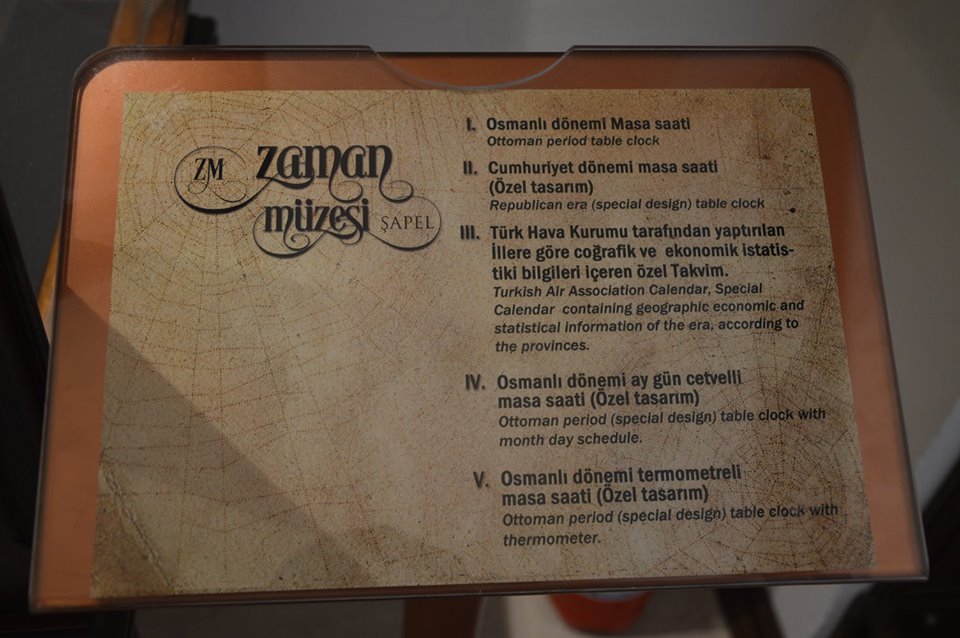 ZM
zaman
müzesi ŞAPEL
I. Osmanlı dönemi Masa saati
Ottoman period table clock
II. Cumhuriyet dönemi masa saati
(Özel tasarım)
Republican era (special design) table clock
III. Türk Hava Kurumu tarafından yaptırılan
İllere göre coğrafik ve ekonomik istatis-
tiki bilgileri içeren özel Takvim.
Turkish Air Association Calendar, Special
Calendar containing geographic economic and
statistical information of the era, according to
the provinces.
IV. Osmanlı dönemi ay gün cetvelli
masa saati (Özel tasarım)
Ottoman period (special design) table clock with
month day schedule.
V. Osmanlı dönemi termometreli
masa saati (Özel tasarım)
Ottoman period (special design) table clock with
thermometer.